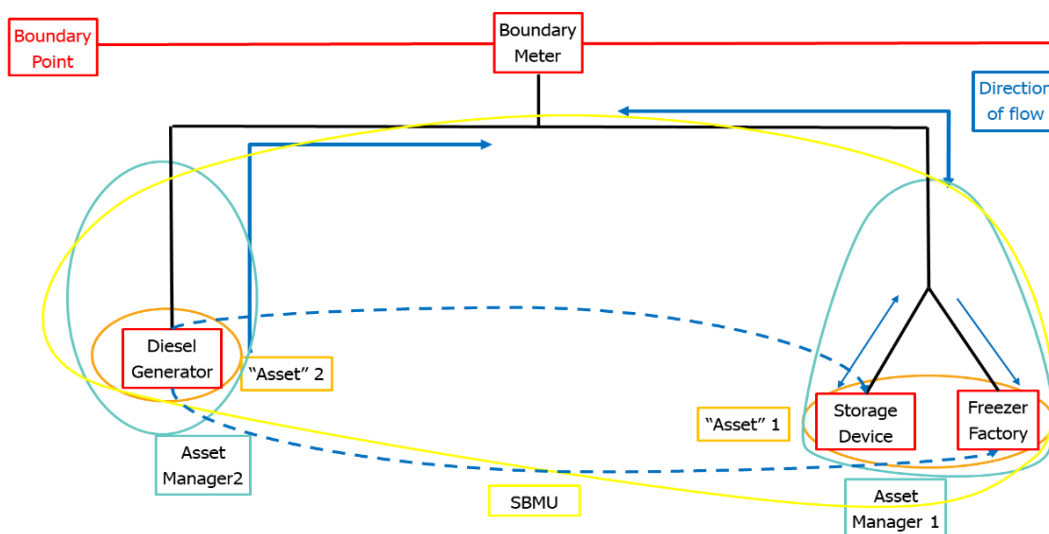 Boundary
Point
Boundary
Meter
Direction
of flow
Diesel
Generator
"Asset" 2
Asset
Manager2
"Asset" 1
Storage
Device
Freezer
Factory
SBMU
Asset
Manager 1